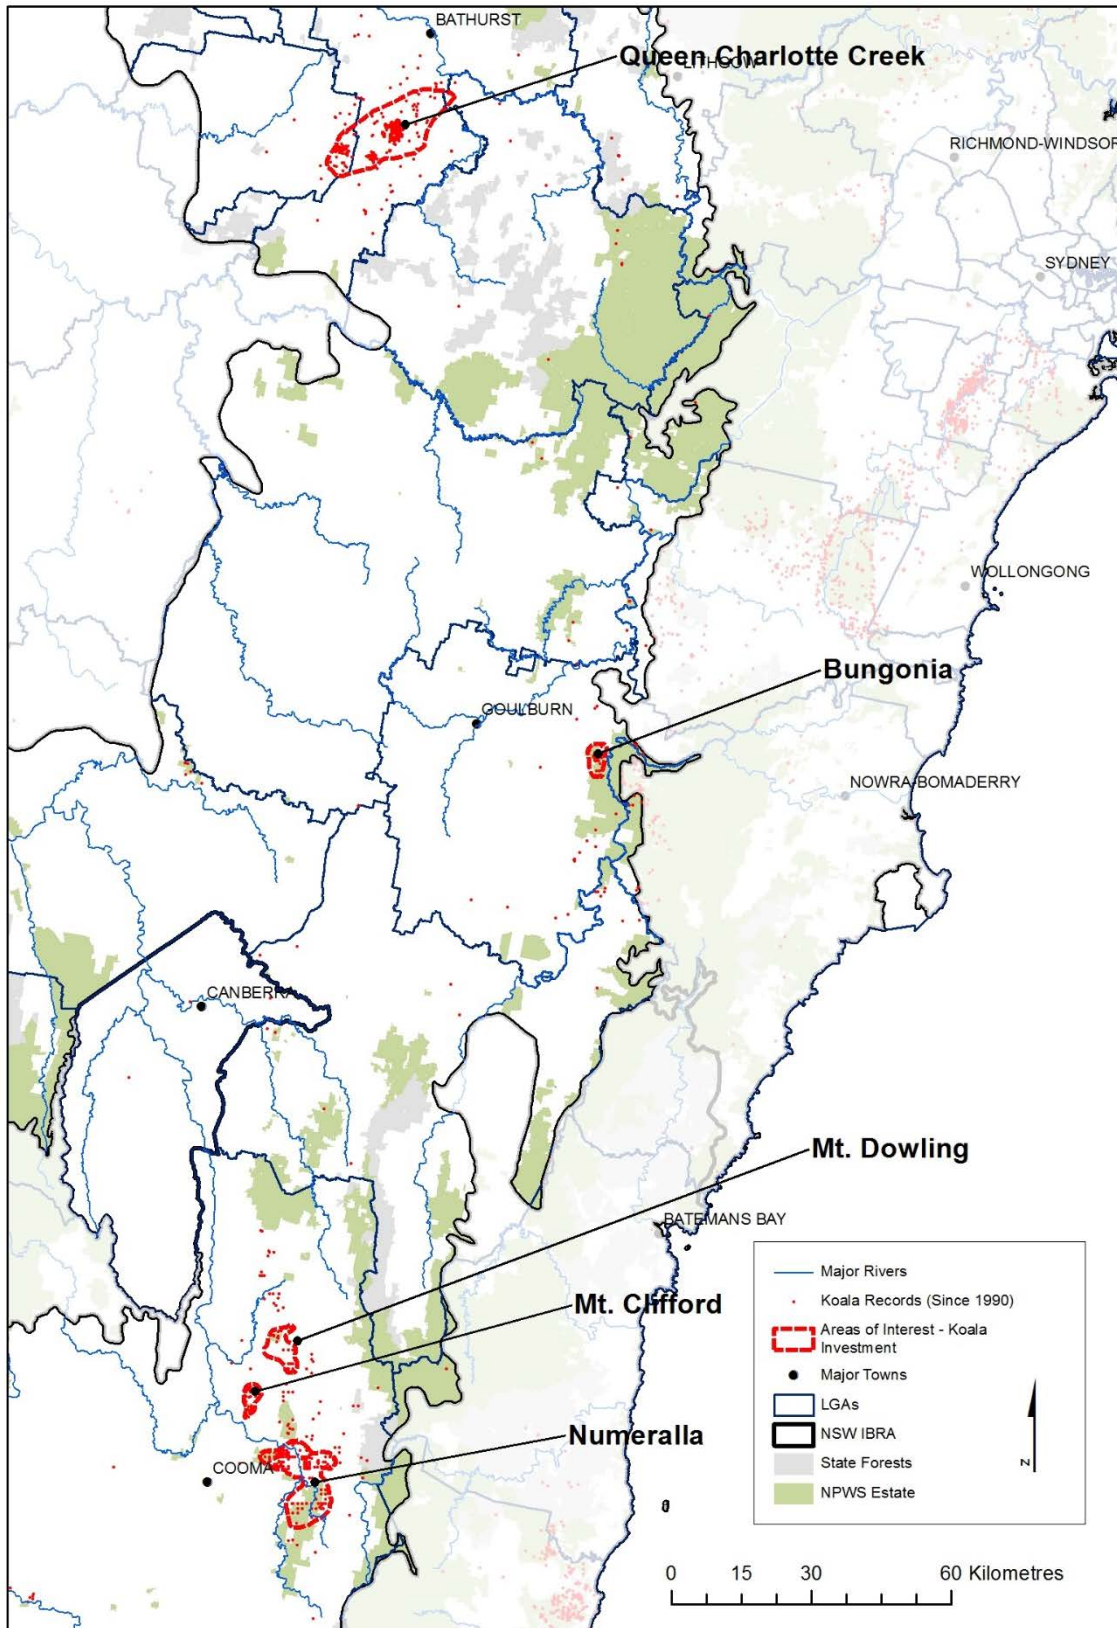 BATHURST
Queen Charlotte Creek
LITHGOW
RICHMOND-WINDSOR
SYDNEY
WOLLONGONG
Bungonia
GOULBURN
NOWRA-BOMADERRY
CANBERRA
Mt. Dowling
BATEMANS BAY
Mt. Clifford
Numeralla
COOMA
Major Rivers
Koala Records (Since 1990)
Areas of Interest - Koala
Investment
Major Towns
LGAs
NSW IBRA
State Forests
NPWS Estate
N
0 15 30 60 Kilometres